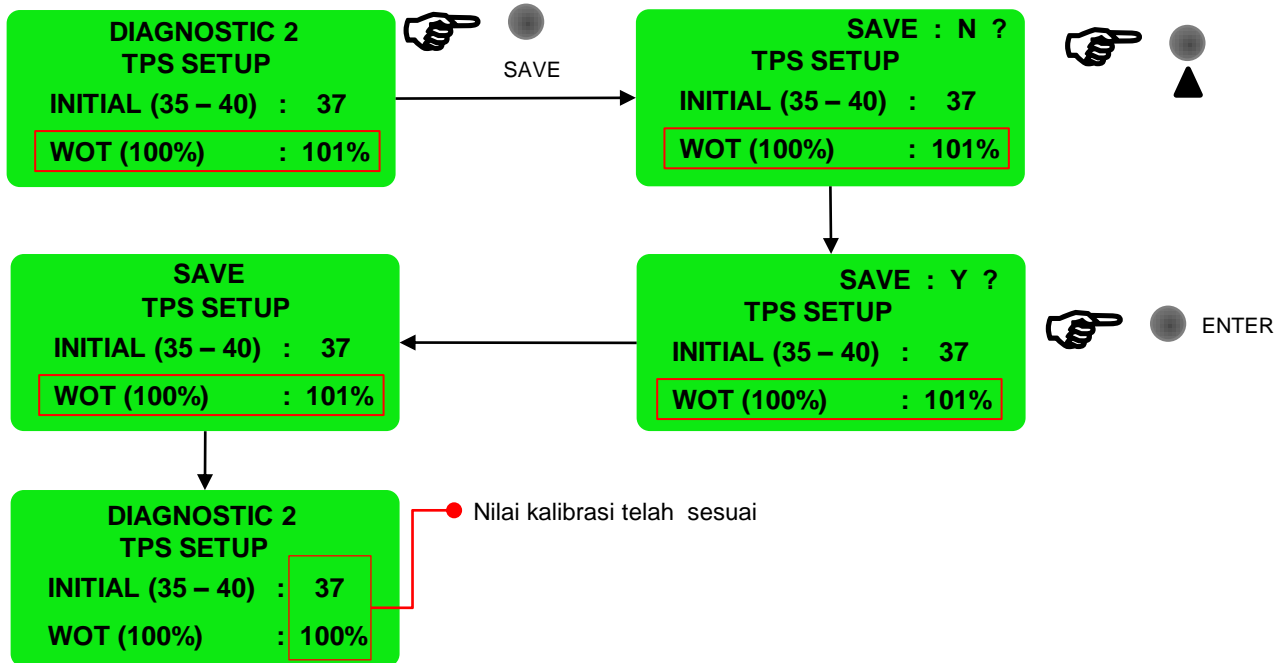 DIAGNOSTIC 2
TPS SETUP
INITIAL (35 – 40) : 37
WOT (100%) : 101%
SAVE
SAVE : N ?
TPS SETUP
INITIAL (35 – 40) : 37
WOT (100%) : 101%
SAVE : Y ?
TPS SETUP
INITIAL (35 – 40) : 37
WOT (100%) : 101%
ENTER
SAVE
TPS SETUP
INITIAL (35 – 40) : 37
WOT (100%) : 101%
DIAGNOSTIC 2
TPS SETUP
INITIAL (35 – 40) : 37
WOT (100%) : 100%
Nilai kalibrasi telah sesuai